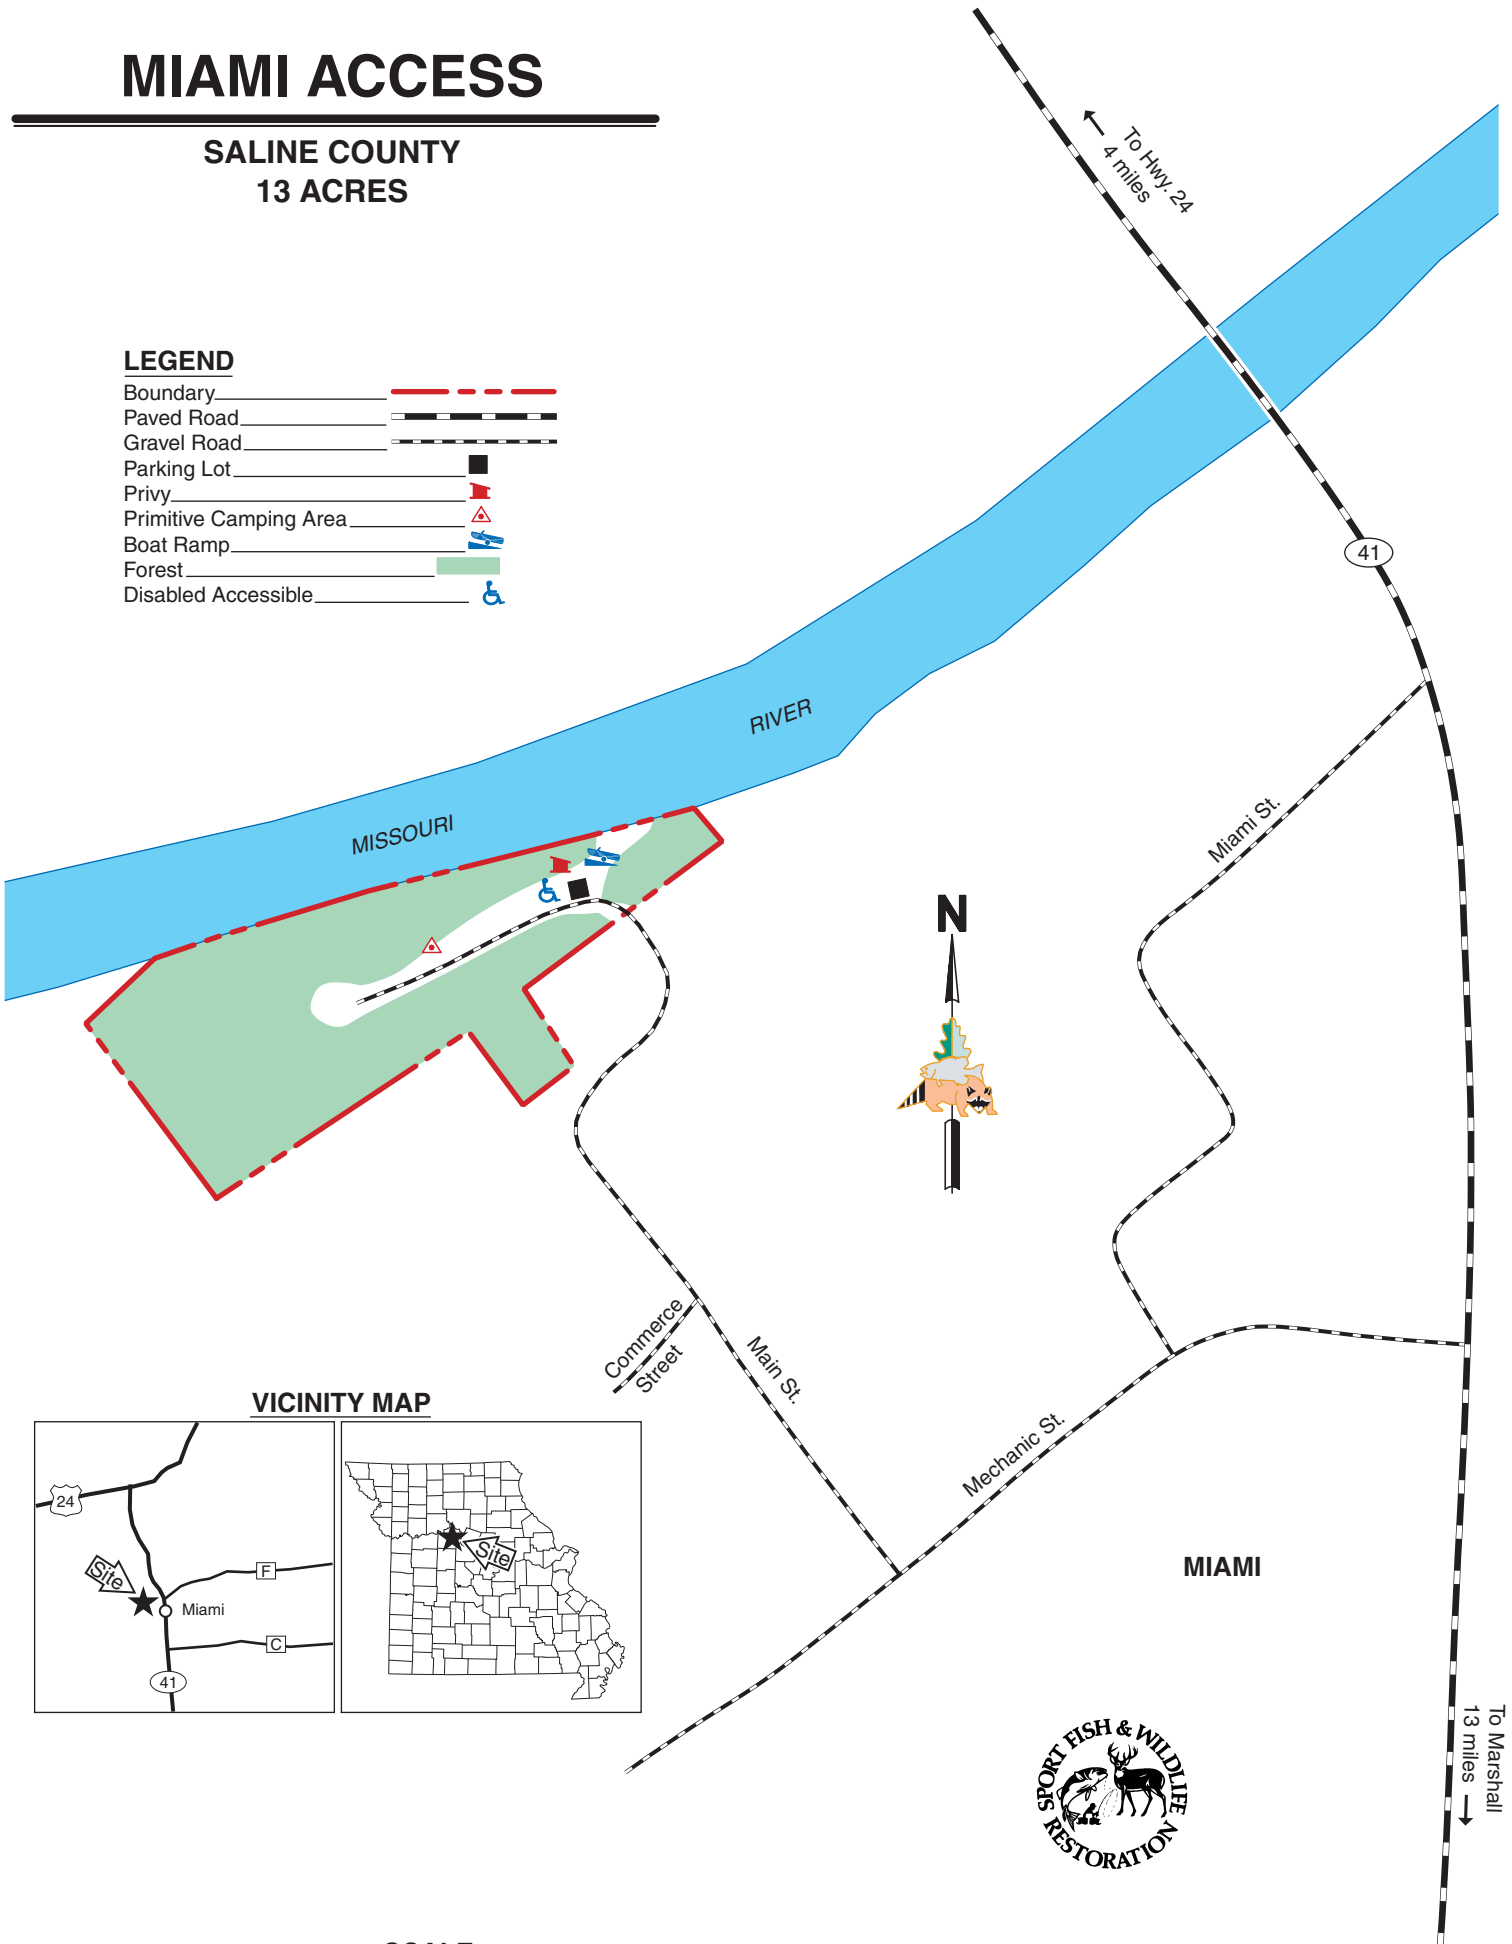 MIAMI ACCESS
SALINE COUNTY
13 ACRES
To Hwy. 24
4 miles
LEGEND
Boundary
Paved Road
Gravel Road
Parking Lot
Privy
Primitive Camping Area
Boat Ramp
Forest
Disabled Accessible
41
RIVER
MISSOURI
Miami St.
N
Commerce
Street
Main St.
Mechanic St.
MIAMI
VICINITY MAP
24
Site
F
Miami
C
41
Site
SPORT FISH & WILDLIFE
RESTORATION
To Marshall
13 miles